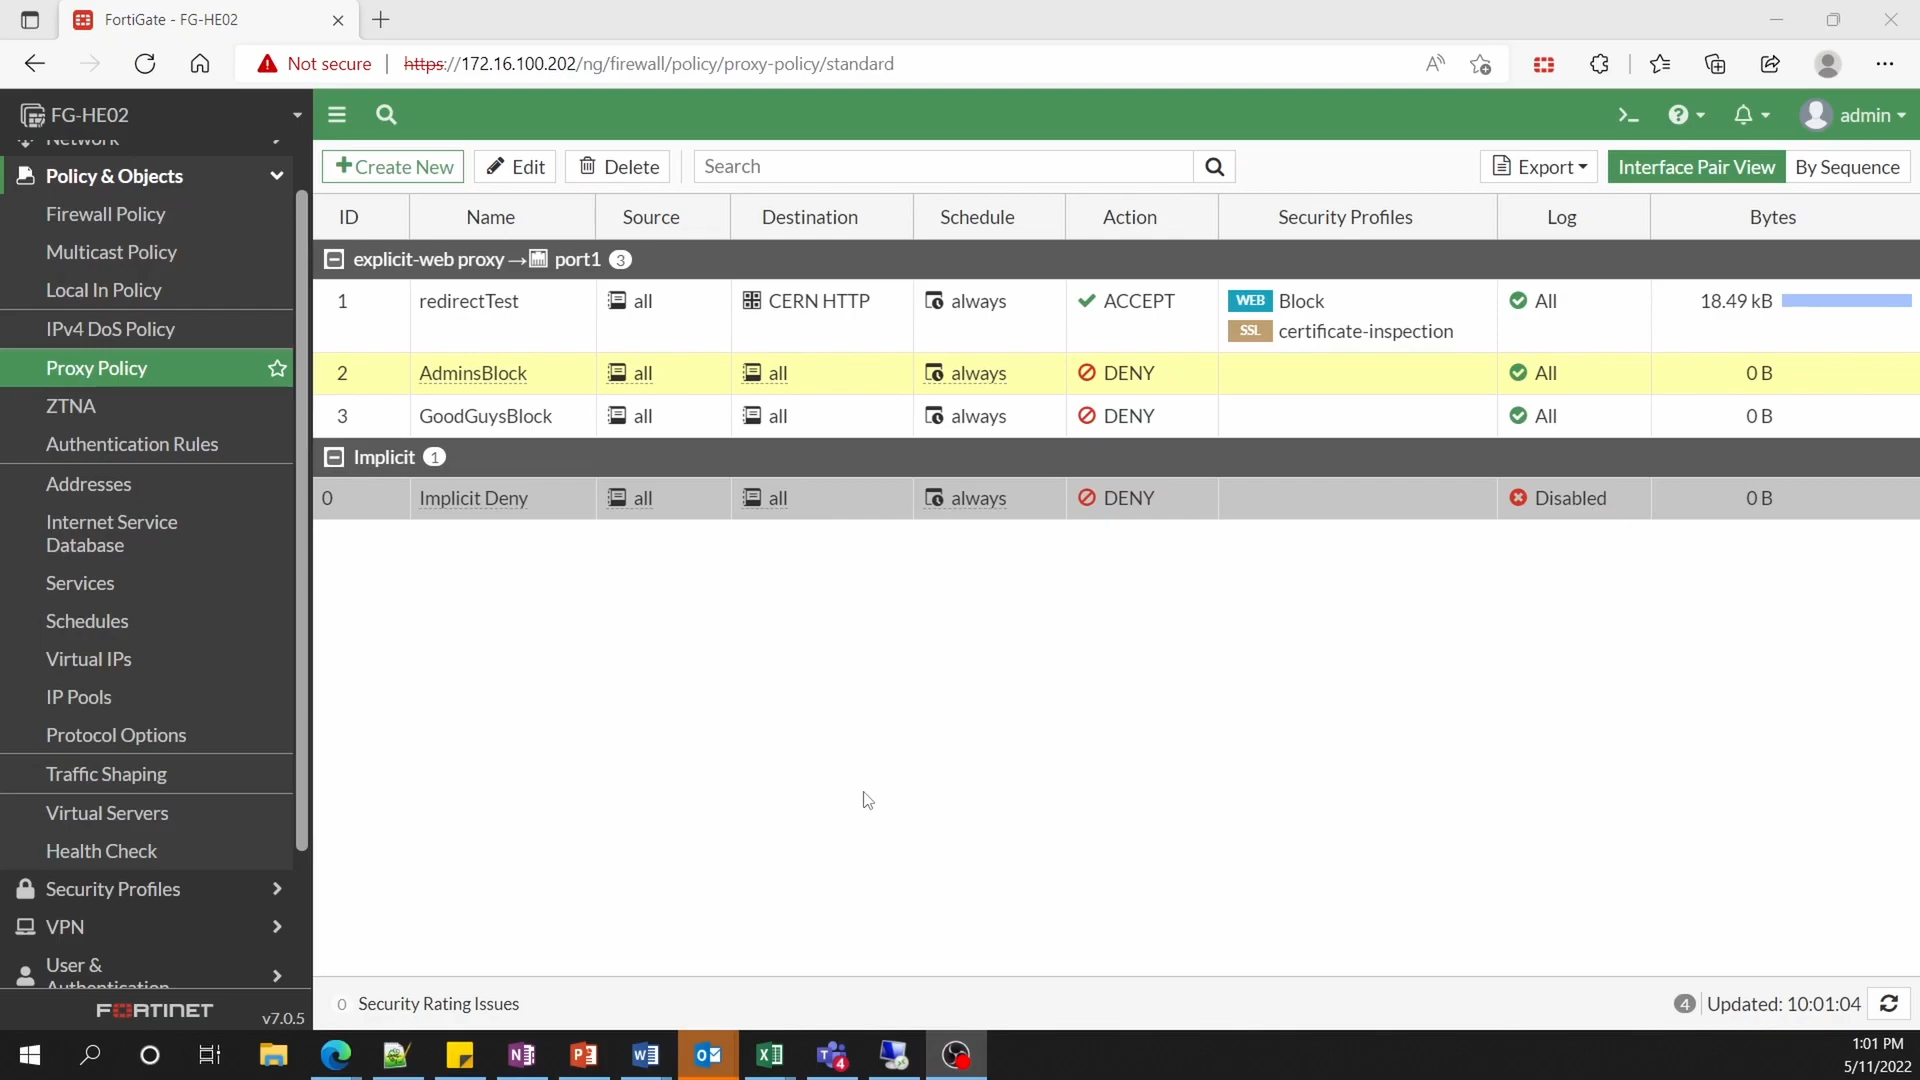 FortiGate - FG-HE02
Not secure
https://172.16.100.202/ng/firewall/policy/proxy-policy/standard
FG-HE02
admin
Network
Policy & Objects
Firewall Policy
Multicast Policy
Local In Policy
IPv4 DoS Policy
Proxy Policy
ZTNA
Authentication Rules
Addresses
Internet Service
Database
Services
Schedules
Virtual IPs
IP Pools
Protocol Options
Traffic Shaping
Virtual Servers
Health Check
Security Profiles
VPN
User &
Authentication
FORTINET v7.0.5
Create New Edit Delete Search Export Interface Pair View By Sequence
ID Name Source Destination Schedule Action Security Profiles Log Bytes
explicit-web proxy → port1 3
1 redirectTest all CERN HTTP always ACCEPT WEB Block All 18.49 kB
SSL certificate-inspection
2 AdminsBlock all all always DENY All 0 B
3 GoodGuysBlock all all always DENY All 0 B
Implicit 1
0 Implicit Deny all all always DENY Disabled 0 B
0 Security Rating Issues 4 Updated: 10:01:04
4
1:01 PM
5/11/2022